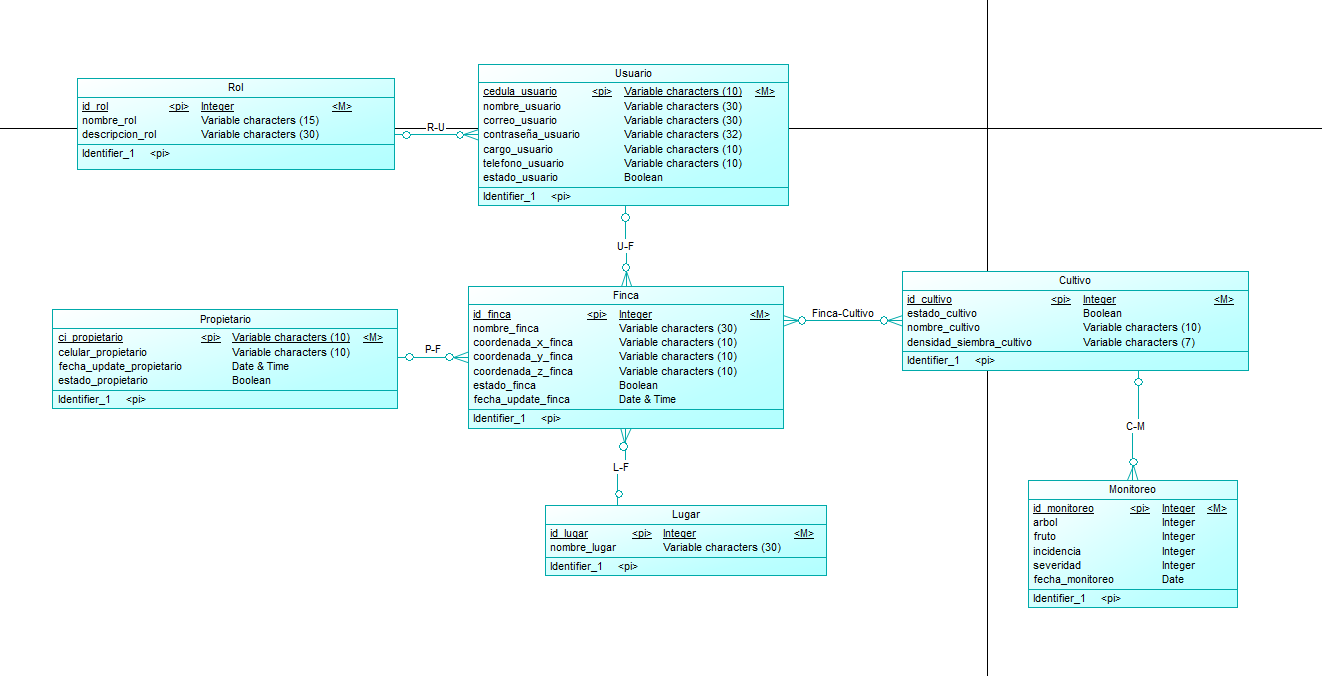 Rol
id_rol <pi> Integer <M>
nombre_rol Variable characters (15)
descripcion_rol Variable characters (30)
Identifier_1 <pi>
R-U
Usuario
cedula_usuario <pi> Variable characters (10) <M>
nombre_usuario Variable characters (30)
correo_usuario Variable characters (30)
contraseña_usuario Variable characters (32)
cargo_usuario Variable characters (10)
telefono_usuario Variable characters (10)
estado_usuario Boolean
Identifier_1 <pi>
U-F
Propietario
ci_propietario <pi> Variable characters (10) <M>
celular_propietario Variable characters (10)
fecha_update_propietario Date & Time
estado_propietario Boolean
Identifier_1 <pi>
P-F
Finca
id_finca <pi> Integer <M>
nombre_finca Variable characters (30)
coordenada_x_finca Variable characters (10)
coordenada_y_finca Variable characters (10)
coordenada_z_finca Variable characters (10)
estado_finca Boolean
fecha_update_finca Date & Time
Identifier_1 <pi>
Finca-Cultivo
Cultivo
id_cultivo <pi> Integer <M>
estado_cultivo Boolean
nombre_cultivo Variable characters (10)
densidad_siembra_cultivo Variable characters (7)
Identifier_1 <pi>
L-F
C-M
Lugar
id_lugar <pi> Integer <M>
nombre_lugar Variable characters (30)
Identifier_1 <pi>
Monitoreo
id_monitoreo <pi> Integer <M>
arbol Integer
fruto Integer
incidencia Integer
severidad Integer
fecha_monitoreo Date
Identifier_1 <pi>